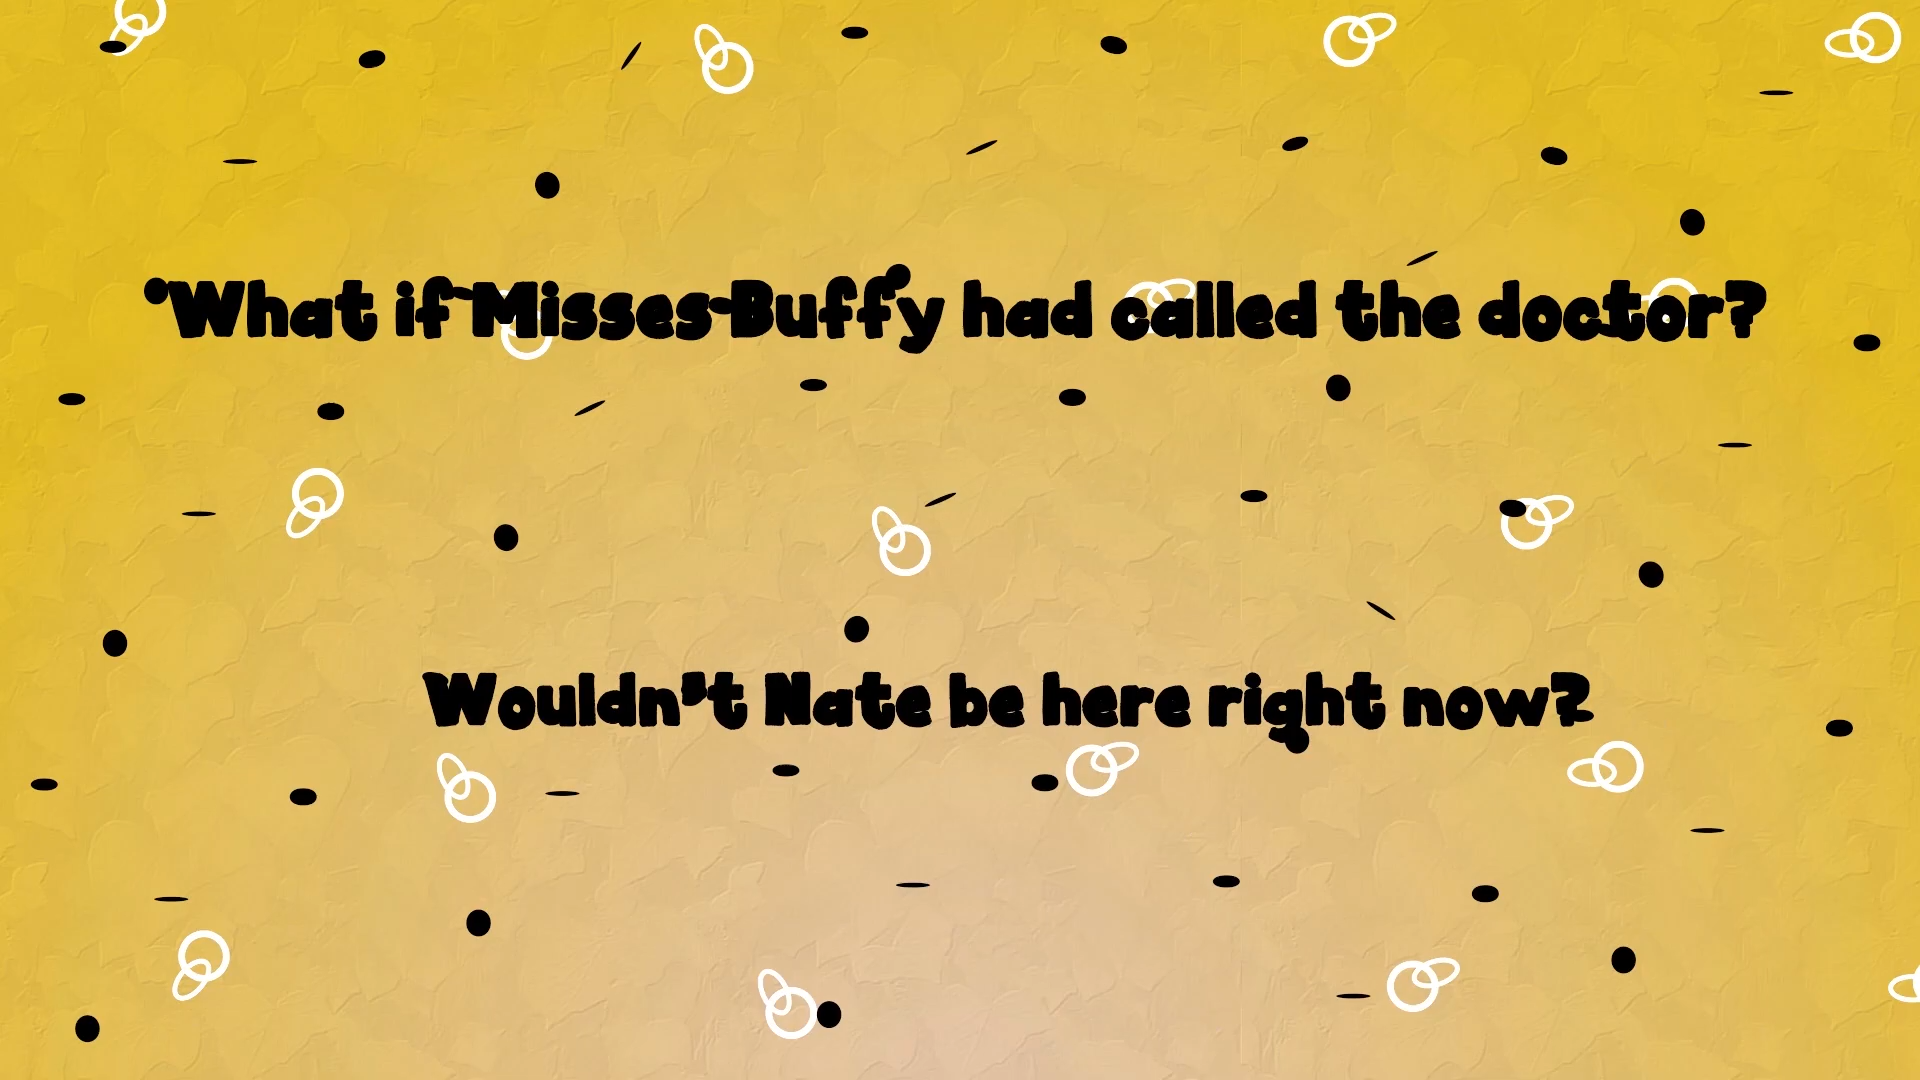 What if Misses Buffy had called the doctor?
Wouldn't Nate be here right now?